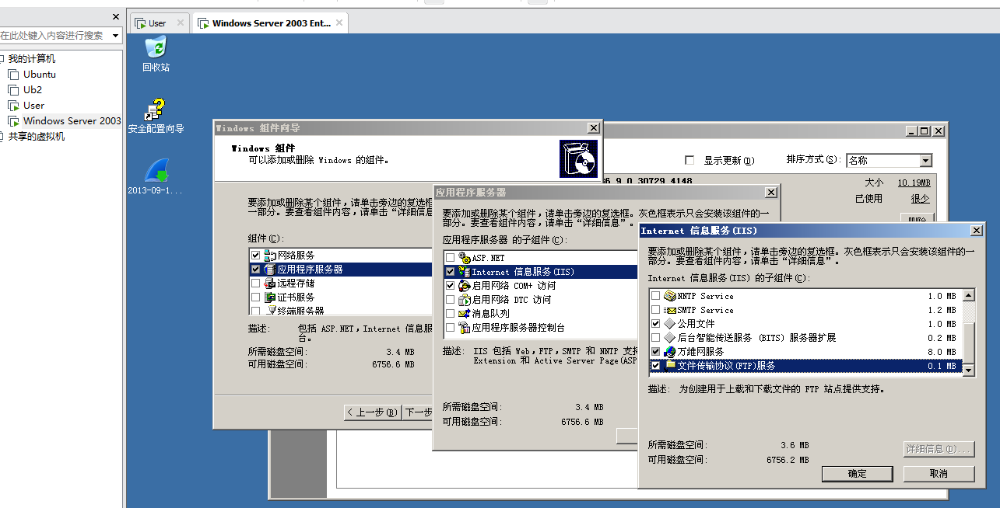 User
Windows Server 2003 Ent...
在此处键入内容进行搜索
我的计算机
Ubuntu
Ub2
User
Windows Server 2003
共享的虚拟机
回收站
安全配置向导
2013-09-1...
显示更新(D)
排序方式(S):
名称
9.0.30729.4148
大小
10.19MB
已使用
很少
Windows 组件向导
Windows 组件
可以添加或删除 Windows 的组件。
要添加或删除某个组件，请单击旁边的复选框
一部分。要查看组件内容，请单击“详细信息
组件(C):
网络服务
应用程序服务器
远程存储
证书服务
终端服务器
描述:
包括 ASP.NET，Internet 信息服
台。
所需磁盘空间:
3.4 MB
可用磁盘空间:
6756.6 MB
< 上一步(B)
下一步
应用程序服务器
要添加或删除某个组件，请单击旁边的复选框。灰色框表示只会安装该组件的一
部分。要查看组件内容，请单击“详细信息”。
应用程序服务器 的子组件(C):
ASP.NET
Internet 信息服务(IIS)
启用网络 COM+ 访问
启用网络 DTC 访问
消息队列
应用程序服务器控制台
描述:
IIS 包括 Web，FTP，SMTP 和 NNTP 支持
Extension 和 Active Server Page(ASP
所需磁盘空间:
3.4 MB
可用磁盘空间:
6756.6 MB
Internet 信息服务(IIS)
要添加或删除某个组件，请单击旁边的复选框。灰色框表示只会安装该组件的一
部分。要查看组件内容，请单击“详细信息”。
Internet 信息服务(IIS) 的子组件(C):
NNTP Service
1.0 MB
SMTP Service
1.2 MB
公用文件
1.0 MB
后台智能传送服务 (BITS) 服务器扩展
0.2 MB
万维网服务
8.0 MB
文件传输协议(FTP)服务
0.1 MB
描述: 为创建用于上载和下载文件的 FTP 站点提供支持。
所需磁盘空间:
3.6 MB
可用磁盘空间:
6756.2 MB
详细信息(D)...
确定
取消